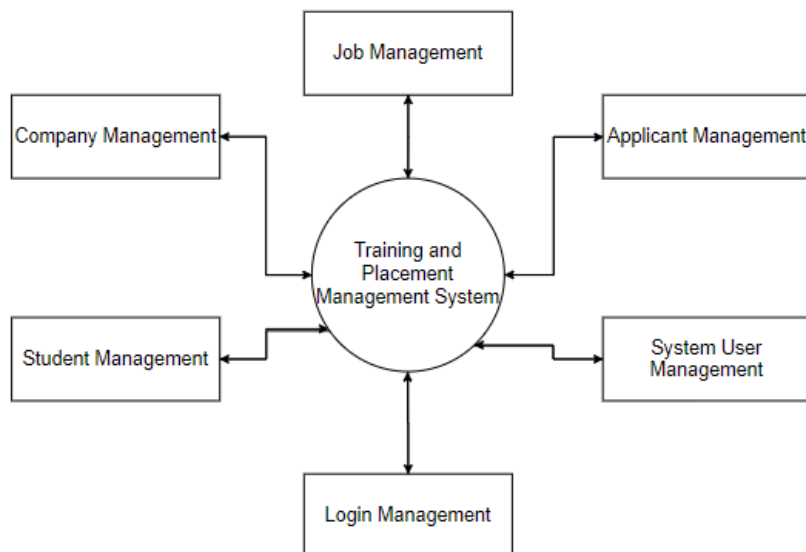 Job Management
Company Management
Applicant Management
Training and
Placement
Management System
Student Management
System User
Management
Login Management